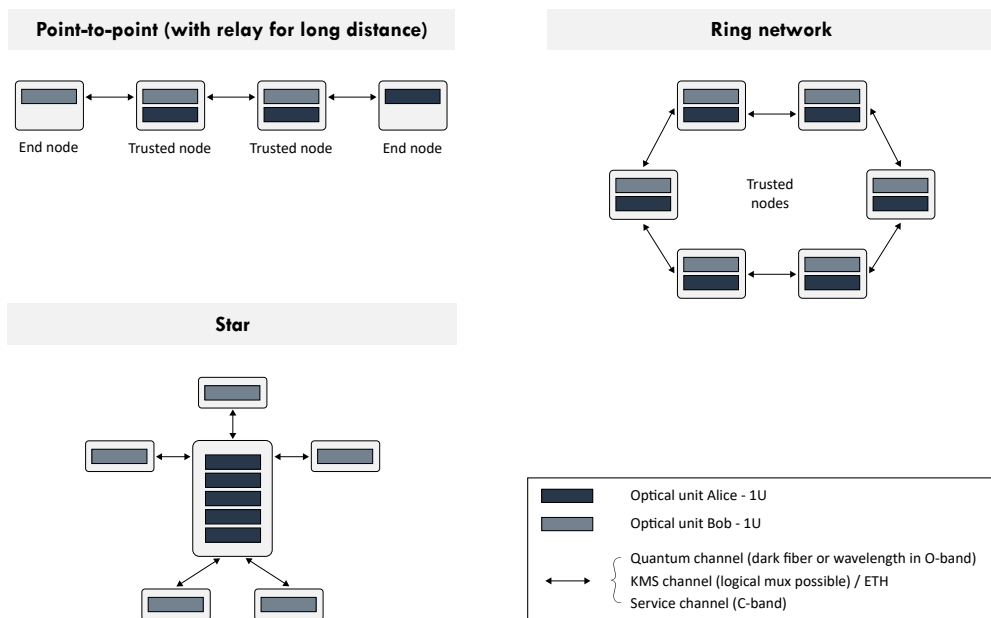 Point-to-point (with relay for long distance)
End node
Trusted node
Trusted node
End node
Ring network
Trusted
nodes
Star
Optical unit Alice - 1U
Optical unit Bob - 1U
Quantum channel (dark fiber or wavelength in O-band)
KMS channel (logical mux possible) / ETH
Service channel (C-band)